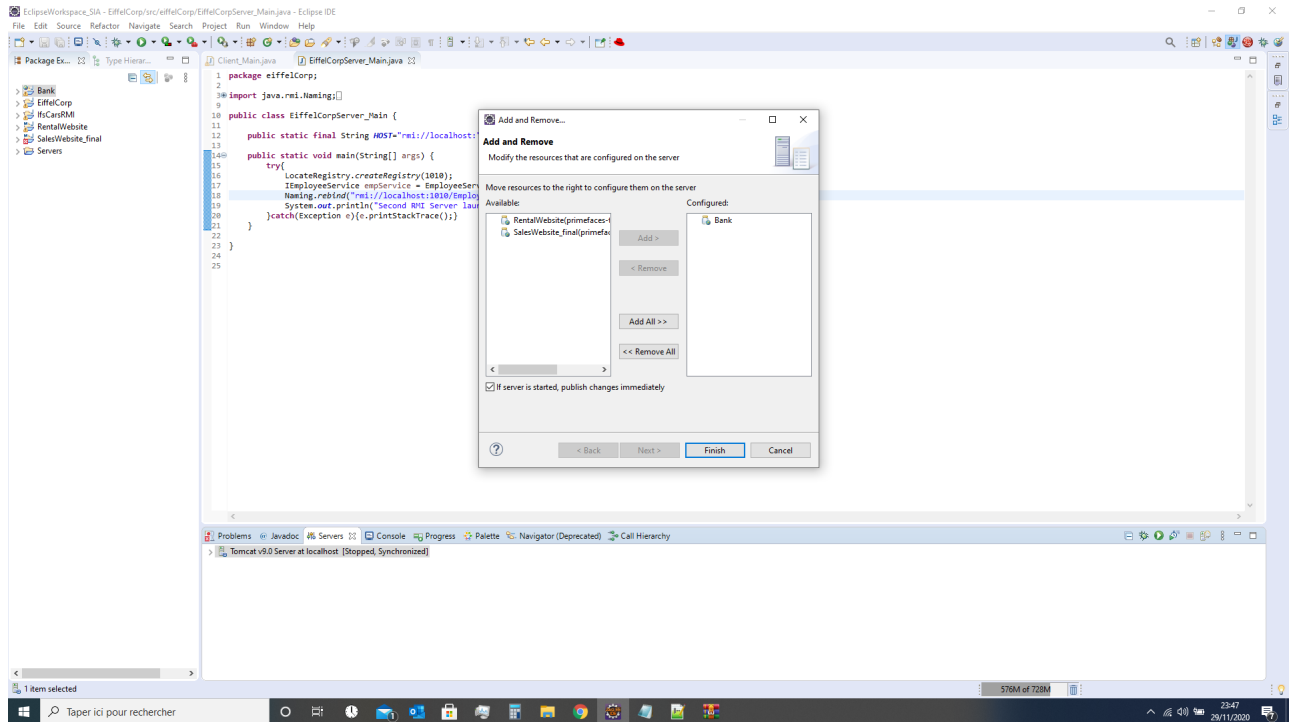 EclipseWorkspace_SIA - EiffelCorp/src/eiffelCorp/EiffelCorpServer_Main.java - Eclipse IDE
File Edit Source Refactor Navigate Search Project Run Window Help
Package Ex... Type Hierar...
Bank
EiffelCorp
IfsCarsRMI
RentalWebsite
SalesWebsite_final
Servers
Client_Main.java EiffelCorpServer_Main.java
1 package eiffelCorp;
2
3 import java.rmi.Naming;
9
10 public class EiffelCorpServer_Main {
11
12 public static final String HOST="rmi://localhost:
13
14 public static void main(String[] args) {
15 try{
16 LocateRegistry.createRegistry(1010);
17 IEmployeeService empService = EmployeeSer
18 Naming.rebind("rmi://localhost:1010/Emplo
19 System.out.println("Second RMI Server lau
20 }catch(Exception e){e.printStackTrace();}
21 }
22
23 }
24
25
Add and Remove...
Add and Remove
Modify the resources that are configured on the server
Move resources to the right to configure them on the server
Available: Configured:
RentalWebsite(primefaces-
SalesWebsite_final(primefa
Bank
Add >
< Remove
Add All >>
<< Remove All
If server is started, publish changes immediately
< Back Next > Finish Cancel
Problems Javadoc Servers Console Progress Palette Navigator (Deprecated) Call Hierarchy
Tomcat v9.0 Server at localhost [Stopped, Synchronized]
1 item selected
576M of 728M
Taper ici pour rechercher
23:47
29/11/2020